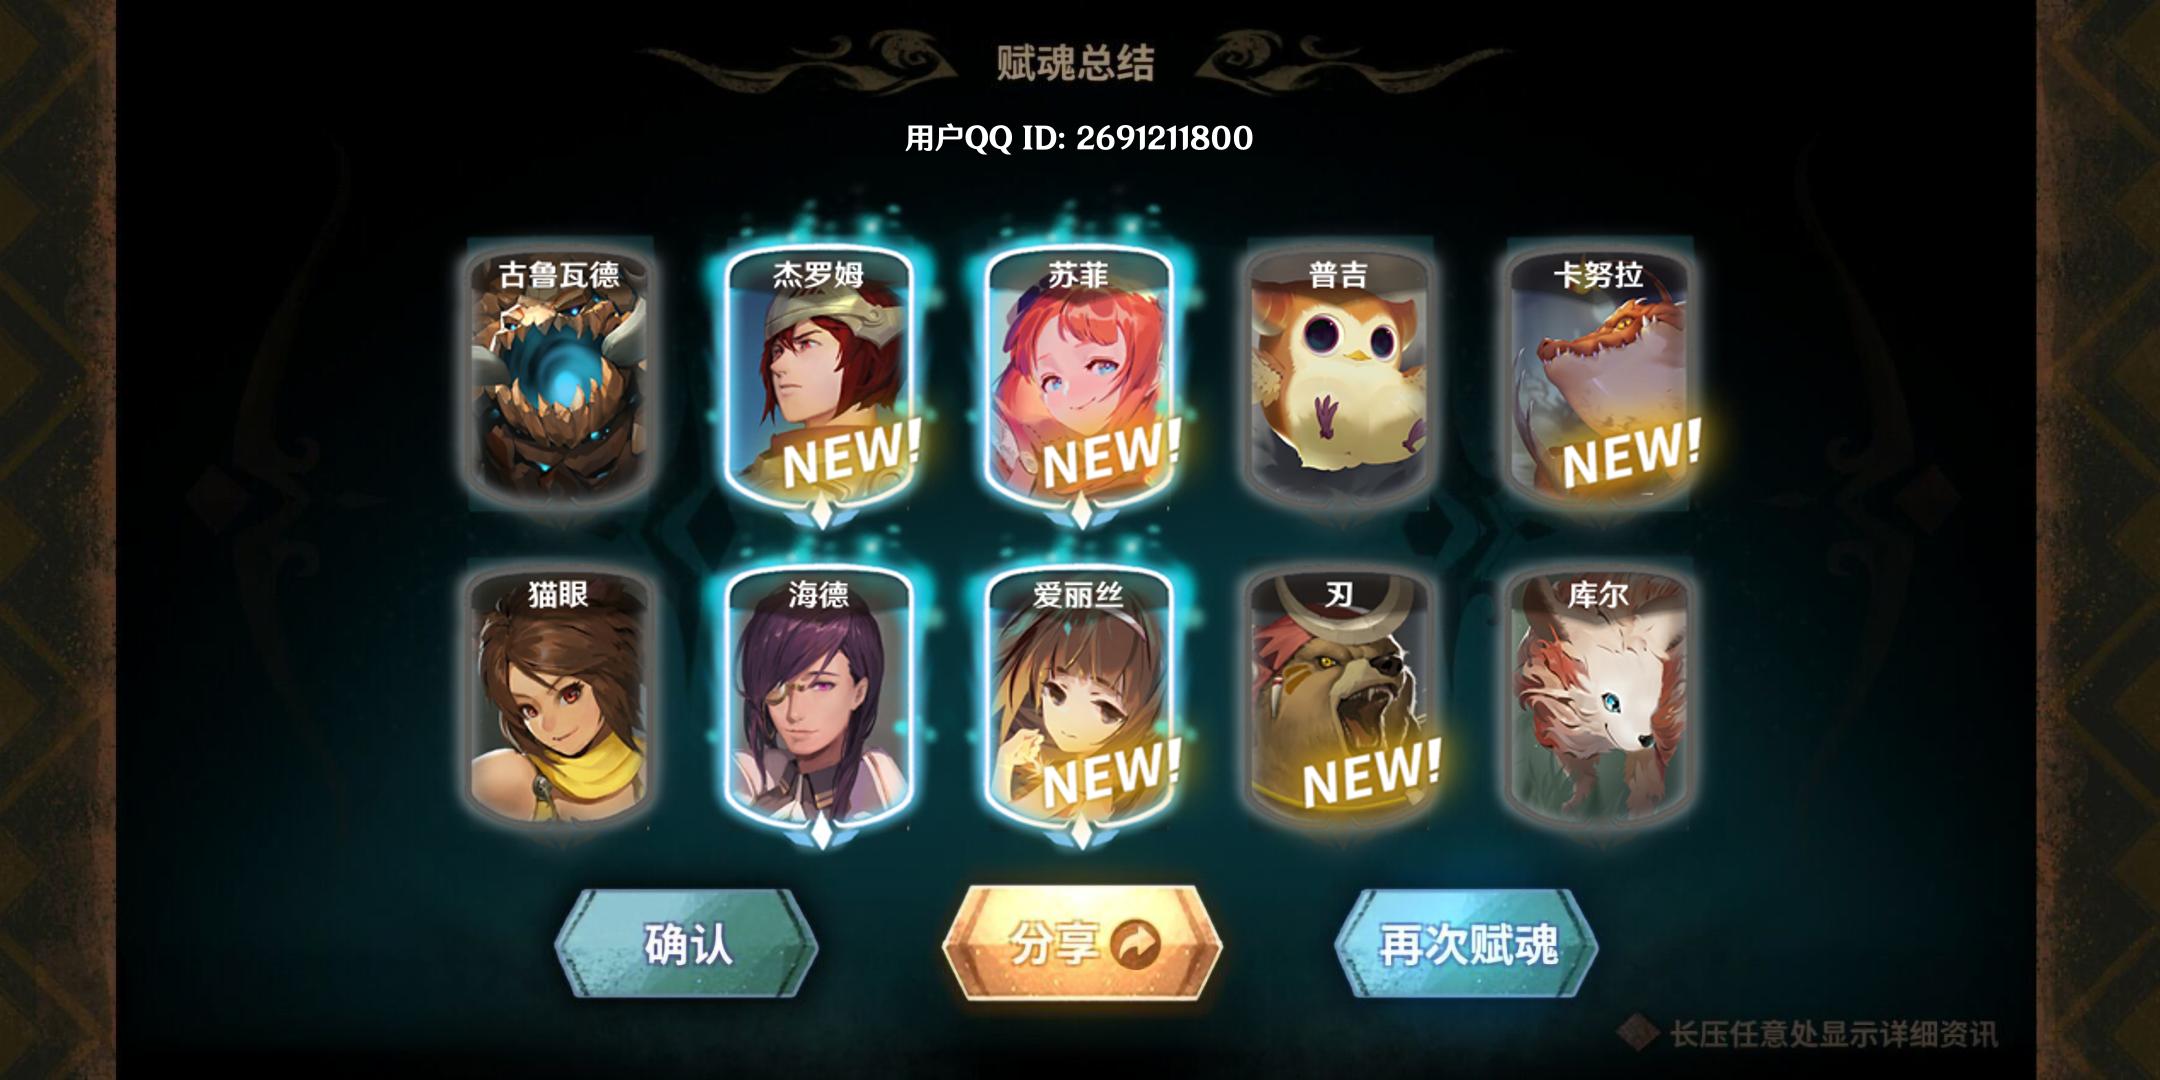 赋魂总结
用户QQ ID: 2691211800
古鲁瓦德
杰罗姆
苏菲
普吉
卡努拉
NEW!
NEW!
NEW!
猫眼
海德
爱丽丝
刃
库尔
NEW!
NEW!
确认
分享
再次赋魂
长压任意处显示详细资讯